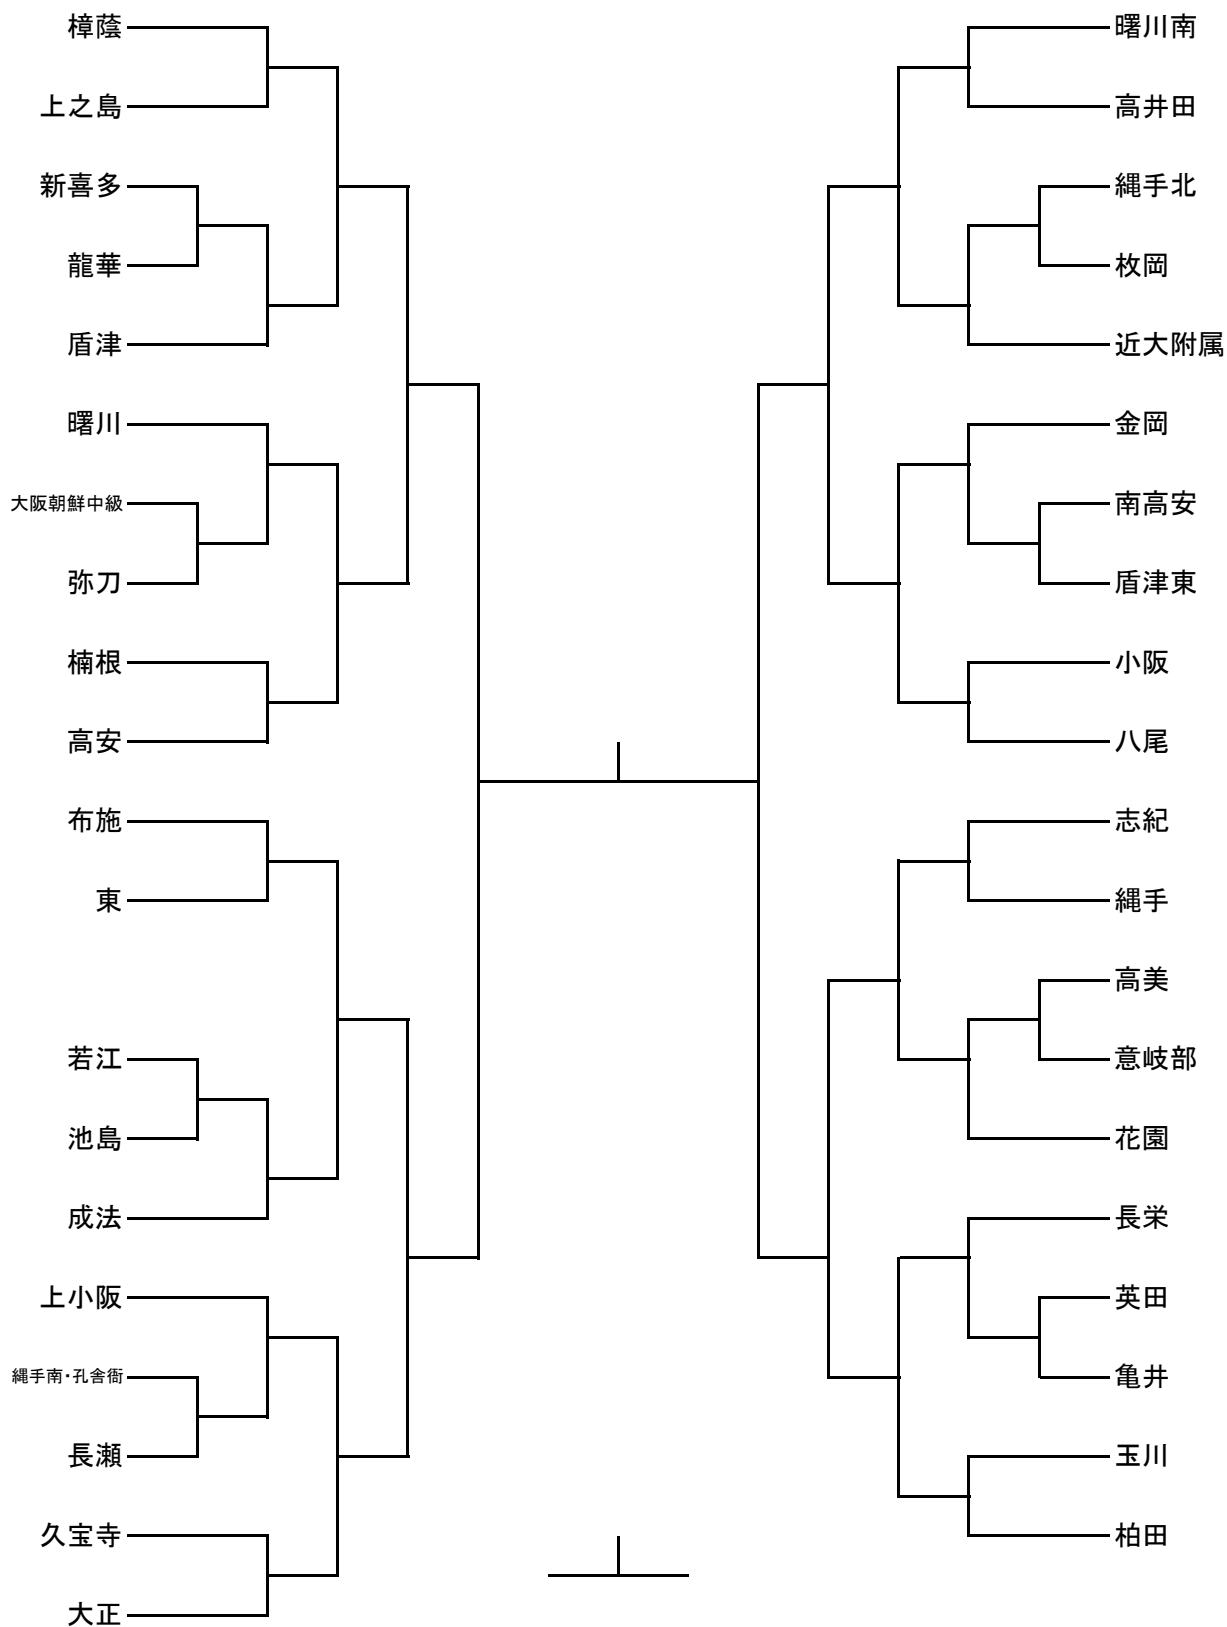 樟蔭
上之島
新喜多
龍華
盾津
曙川
大阪朝鮮中級
弥刀
楠根
高安
布施
東
若江
池島
成法
上小阪
縄手南・孔舎衙
長瀬
久宝寺
大正
曙川南
高井田
縄手北
枚岡
近大附属
金岡
南高安
盾津東
小阪
八尾
志紀
縄手
高美
意岐部
花園
長栄
英田
亀井
玉川
柏田